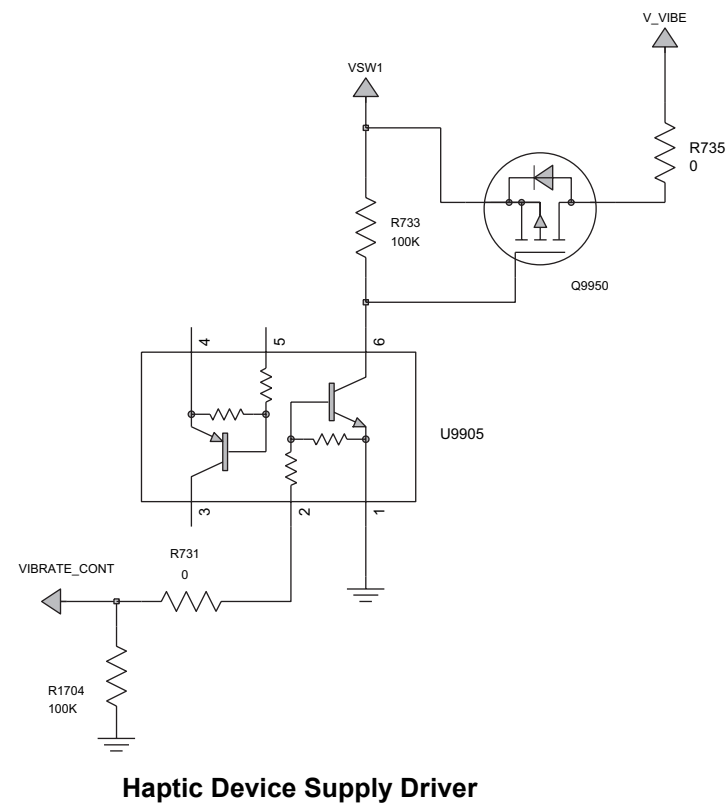 V_VIBE
VSW1
R735
0
R733
100K
Q9950
4
5
6
U9905
3
2
1
R731
0
VIBRATE_CONT
R1704
100K
Haptic Device Supply Driver